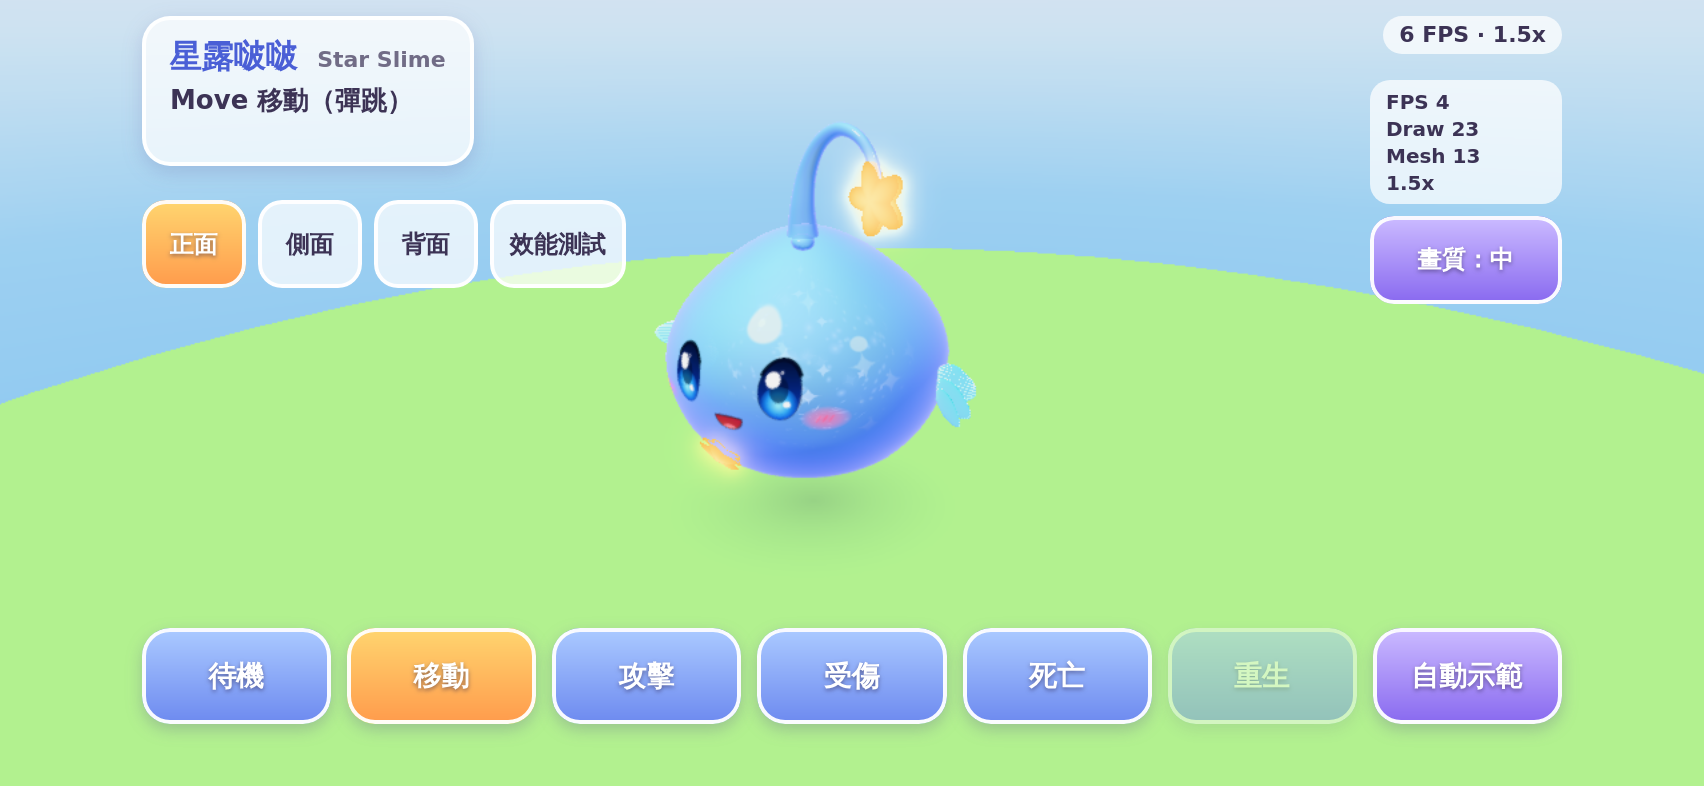 星露啵啵 Star Slime
Move 移動（彈跳）
6 FPS · 1.5x
FPS 4
Draw 23
Mesh 13
1.5x
正面
側面
背面
效能測試
畫質：中
待機
移動
攻擊
受傷
死亡
重生
自動示範